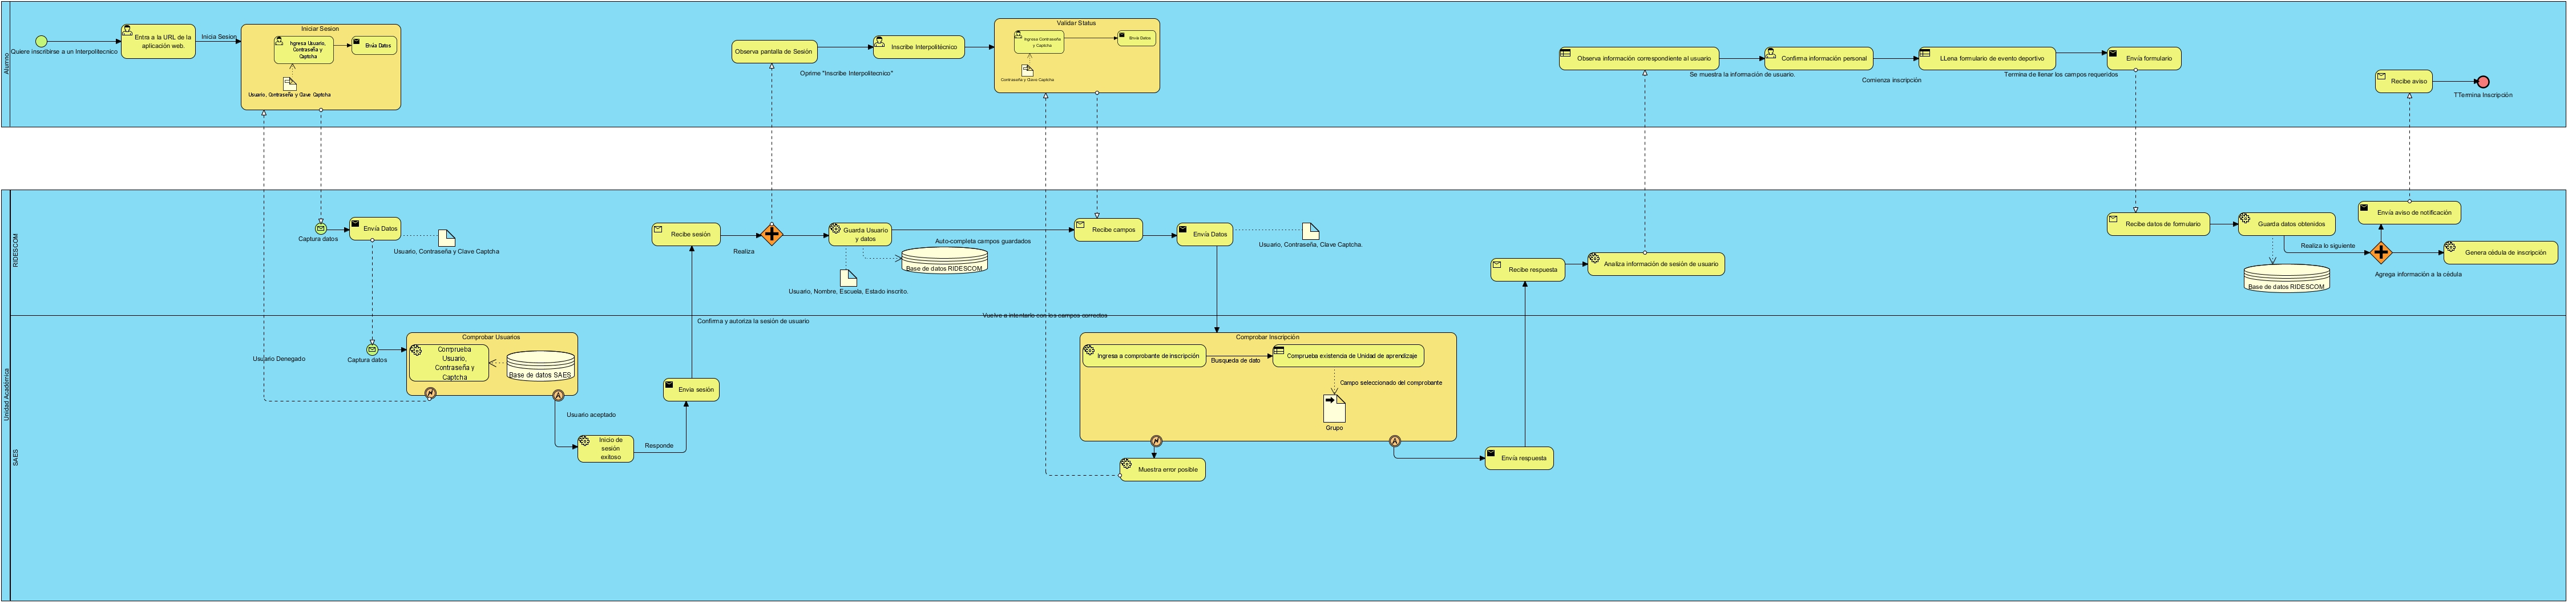 Alumno
Quiere inscribirse a un Interpolitecnico
Entra a la URL de la
aplicación web.
Inicia Sesion
Iniciar Sesion
Ingresa Usuario,
Contraseña y
Captcha
Envía Datos
Usuario, Contraseña y Clave Captcha
Observa pantalla de Sesión
Oprime "Inscribe Interpolitecnico"
Inscribe Interpolitécnico
Validar Status
Ingresa Contraseña
y Captcha
Envía Datos
Contraseña y Clave Captcha
Observa información correspondiente al usuario
Se muestra la información de usuario.
Confirma información personal
Comienza inscripción
LLena formulario de evento deportivo
Termina de llenar los campos requeridos
Envía formulario
Recibe aviso
TTermina Inscripción
Unidad Académica
RIDESCOM
Captura datos
Envía Datos
Usuario, Contraseña y Clave Captcha
Recibe sesión
Realiza
Guarda Usuario
y datos
Base de datos RIDESCOM
Usuario, Nombre, Escuela, Estado inscrito.
Auto-completa campos guardados
Recibe campos
Envía Datos
Usuario, Contraseña, Clave Captcha.
Recibe respuesta
Analiza información de sesión de usuario
Recibe datos de formulario
Guarda datos obtenidos
Base de datos RIDESCOM
Realiza lo siguiente
Envía aviso de notificación
Genera cédula de inscripción
Agrega información a la cédula
Confirma y autoriza la sesión de usuario
Vuelve a intentarlo con los campos correctos
SAES
Usuario Denegado
Captura datos
Comprobar Usuarios
Comprueba
Usuario,
Contraseña y
Captcha
Base de datos SAES
Usuario aceptado
Inicio de
sesión
exitoso
Responde
Envia sesión
Comprobar Inscripción
Ingresa a comprobante de inscripción
Busqueda de dato
Comprueba existencia de Unidad de aprendizaje
Campo seleccionado del comprobante
Grupo
Muestra error posible
Envía respuesta